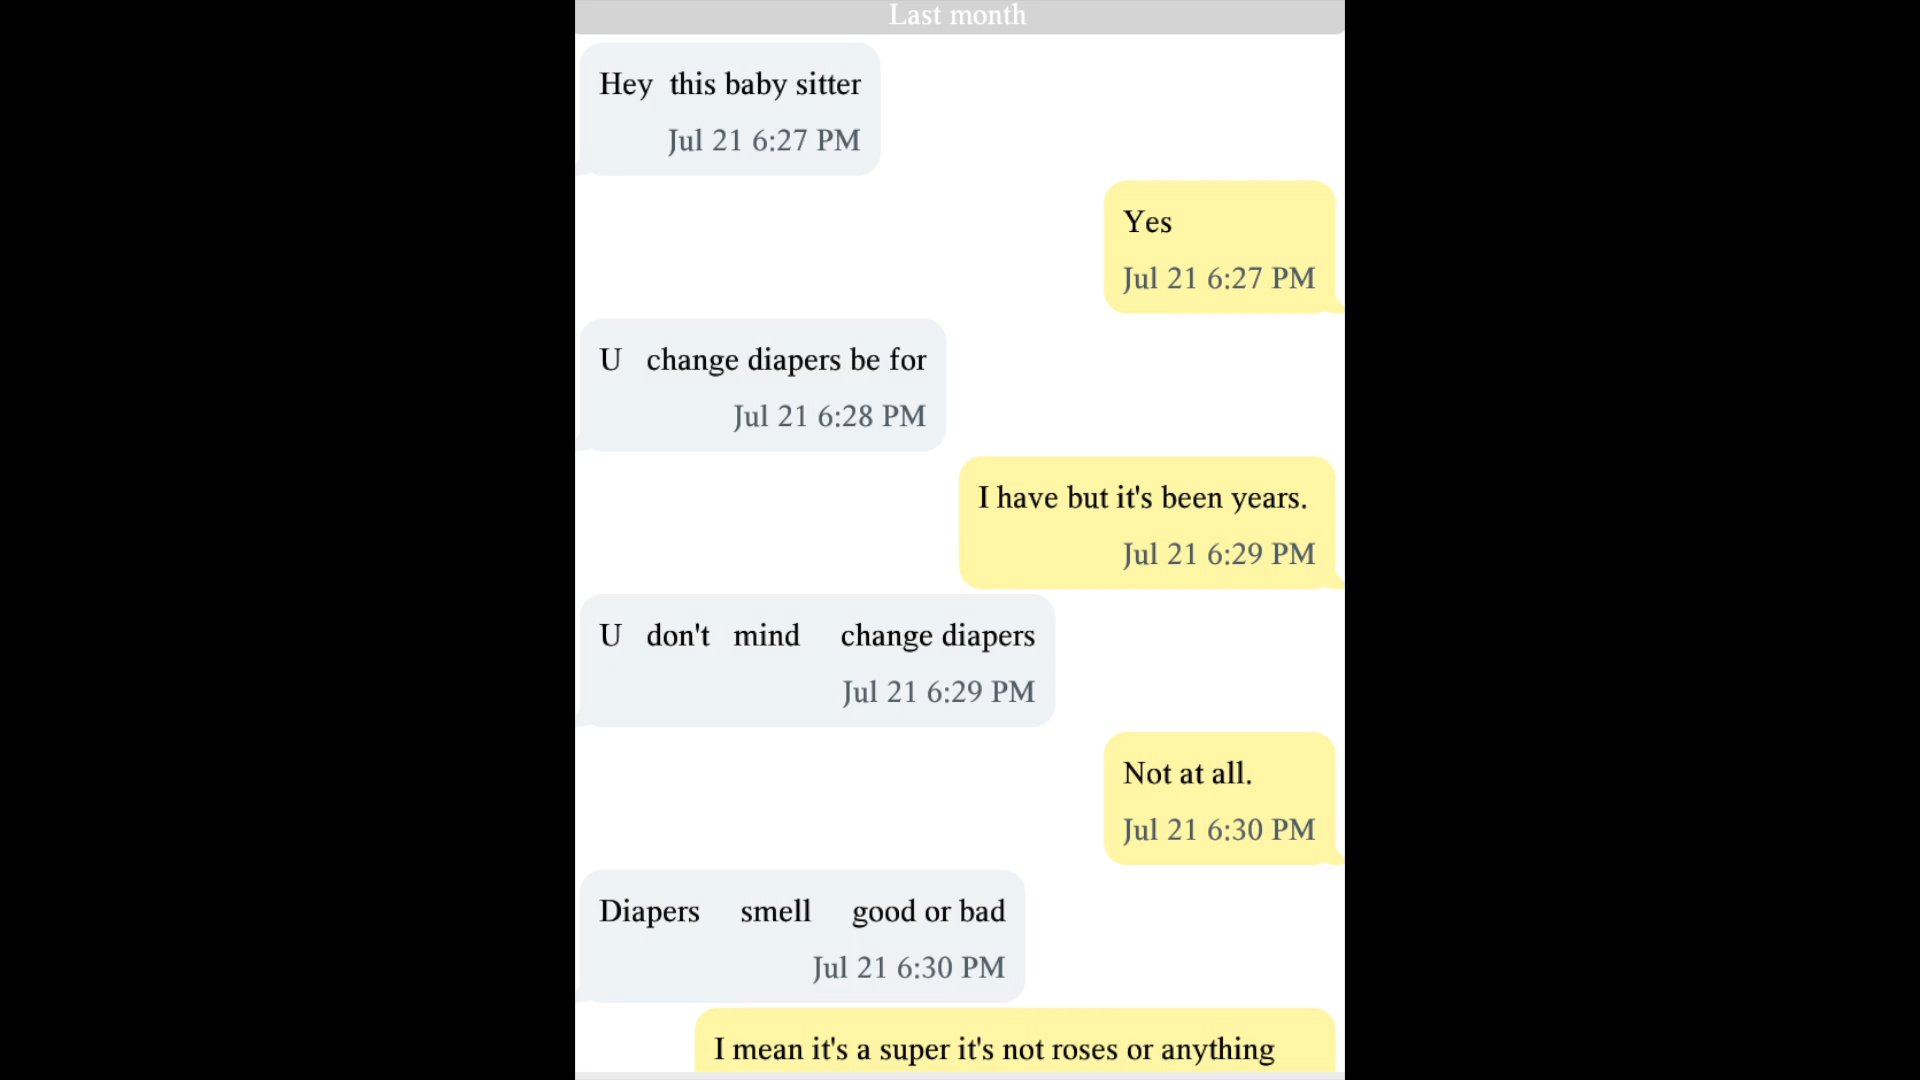 Last month
Hey  this baby sitter
Jul 21 6:27 PM
Yes
Jul 21 6:27 PM
U   change diapers be for
Jul 21 6:28 PM
I have but it's been years.
Jul 21 6:29 PM
U   don't   mind     change diapers
Jul 21 6:29 PM
Not at all.
Jul 21 6:30 PM
Diapers     smell     good or bad
Jul 21 6:30 PM
I mean it's a super it's not roses or anything